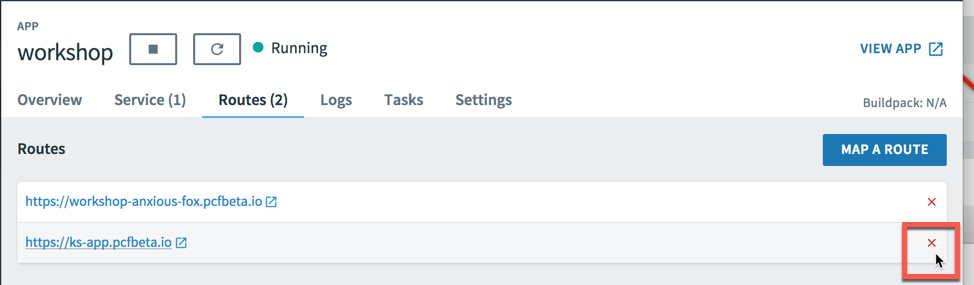 APP
workshop
Running
VIEW APP
Overview Service (1) Routes (2) Logs Tasks Settings
Buildpack: N/A
Routes
MAP A ROUTE
https://workshop-anxious-fox.pcfbeta.io
https://ks-app.pcfbeta.io